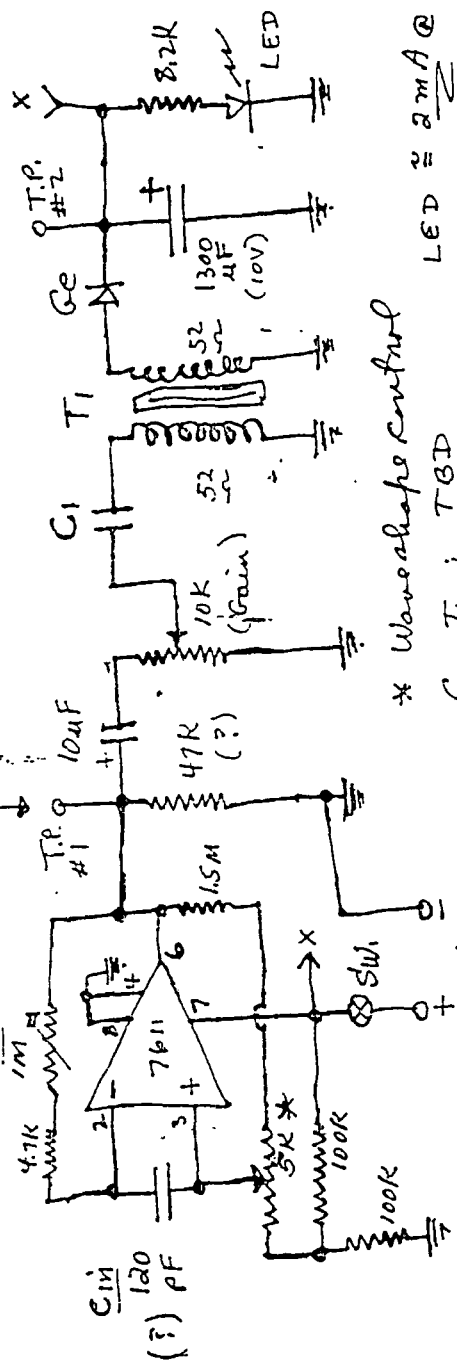 1M
4.7K
T.P. #1
10µF
C1
T1
Ge
T.P. #2
X
8.2K
LED
1300 µF (10V)
+
52 Ω
52 Ω
10K (Gain)
47K (?)
+
Cin 120 (?) pF
2
3
-
+
7611
8
4
6
7
1.5M
5K *
100K
100K
X
SW1
+
-
* Waveshape control
TBD
LED ≅ 2mA @